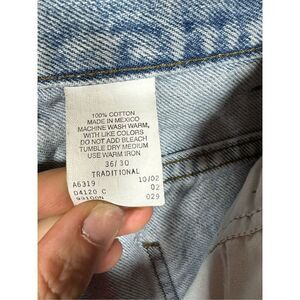 100% COTTON
MADE IN MEXICO
MACHINE WASH WARM,
WITH LIKE COLORS
DO NOT ADD BLEACH
TUMBLE DRY MEDIUM
USE WARM IRON
36/30
TRADITIONAL
A6319 10/02
D4120 C 02
029